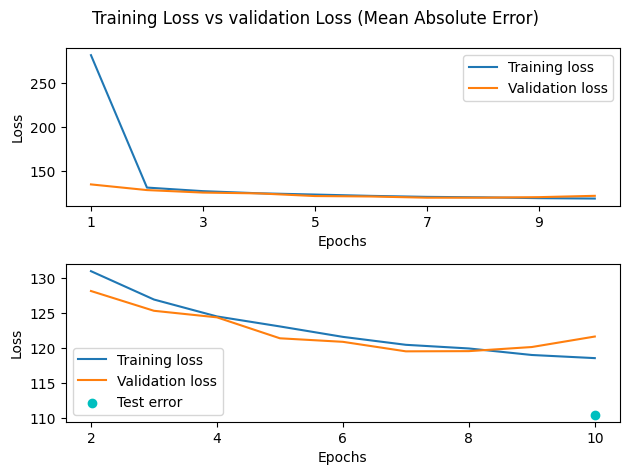 Training Loss vs validation Loss (Mean Absolute Error)
250
200
150
Loss
Training loss
Validation loss
1 3 5 7 9
Epochs
130
125
120
115
110
Loss
Training loss
Validation loss
Test error
2 4 6 8 10
Epochs